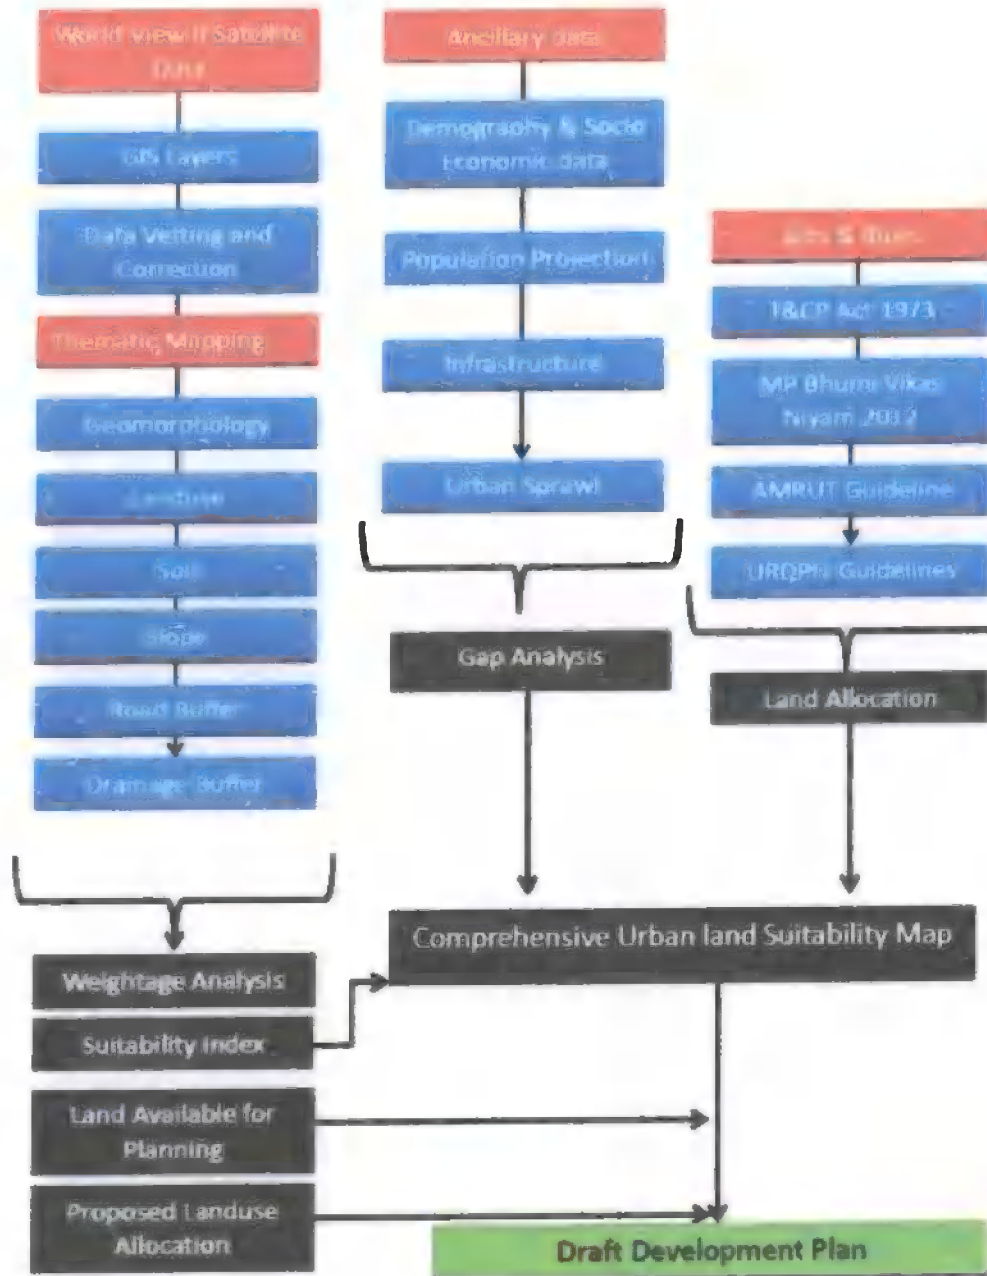 World View II Satellite
Data
GIS Layers
Data Vetting and
Correction
Thematic Mapping
Geomorphology
Landuse
Soil
Slope
Road Buffer
Drainage Buffer
Weightage Analysis
Suitability Index
Land Available for
Planning
Proposed Landuse
Allocation
Ancillary data
Demography & Socio
Economic data
Population Projection
Infrastructure
Urban Sprawl
Gap Analysis
Acts & Rules
T&CP Act 1973
MP Bhumi Vikas
Niyam 2012
AMRUT Guideline
Guidelines
Land Allocation
Comprehensive Urban land Suitability Map
Draft Development Plan